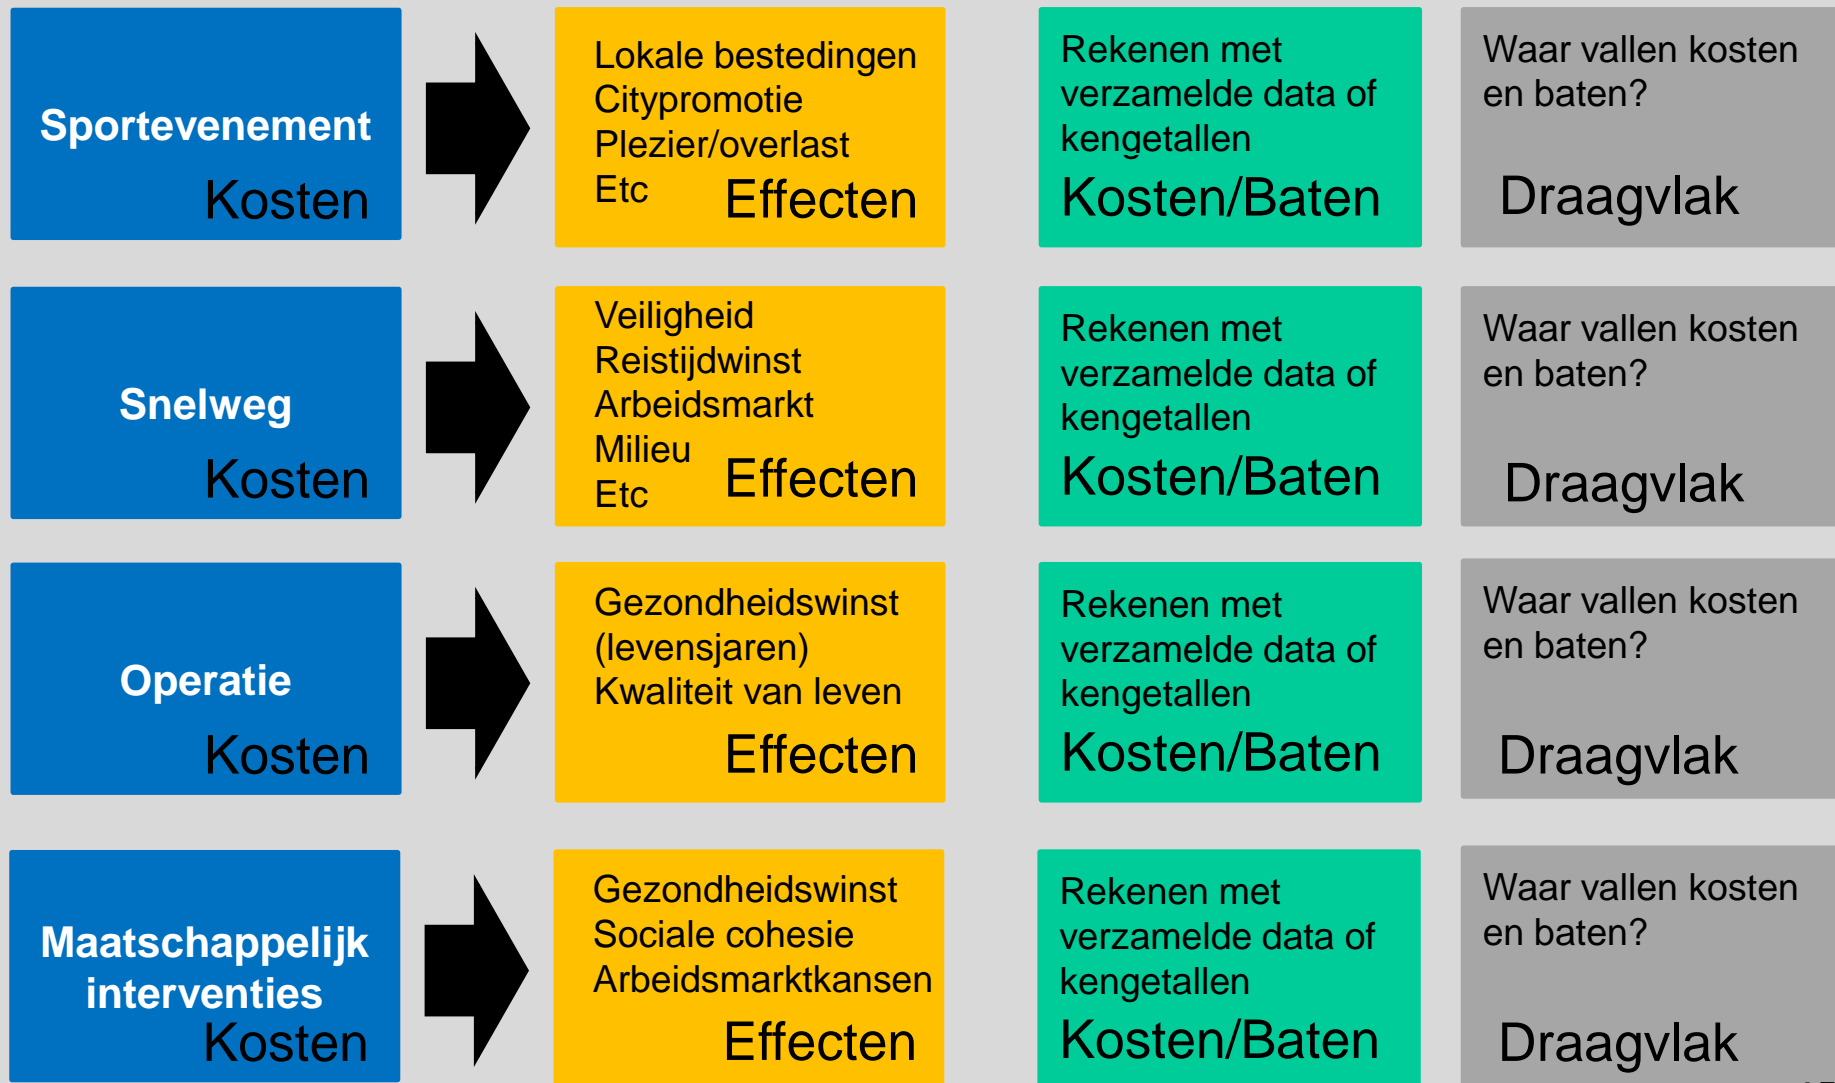 Sportevenement
Kosten
Lokale bestedingen
Citypromotie
Plezier/overlast
Etc
Effecten
Rekenen met
verzamelde data of
kengetallen
Kosten/Baten
Waar vallen kosten
en baten?
Draagvlak
Snelweg
Kosten
Veiligheid
Reistijdwinst
Arbeidsmarkt
Milieu
Etc
Effecten
Rekenen met
verzamelde data of
kengetallen
Kosten/Baten
Waar vallen kosten
en baten?
Draagvlak
Operatie
Kosten
Gezondheidswinst
(levensjaren)
Kwaliteit van leven
Effecten
Rekenen met
verzamelde data of
kengetallen
Kosten/Baten
Waar vallen kosten
en baten?
Draagvlak
Maatschappelijk
interventies
Kosten
Gezondheidswinst
Sociale cohesie
Arbeidsmarktkansen
Effecten
Rekenen met
verzamelde data of
kengetallen
Kosten/Baten
Waar vallen kosten
en baten?
Draagvlak